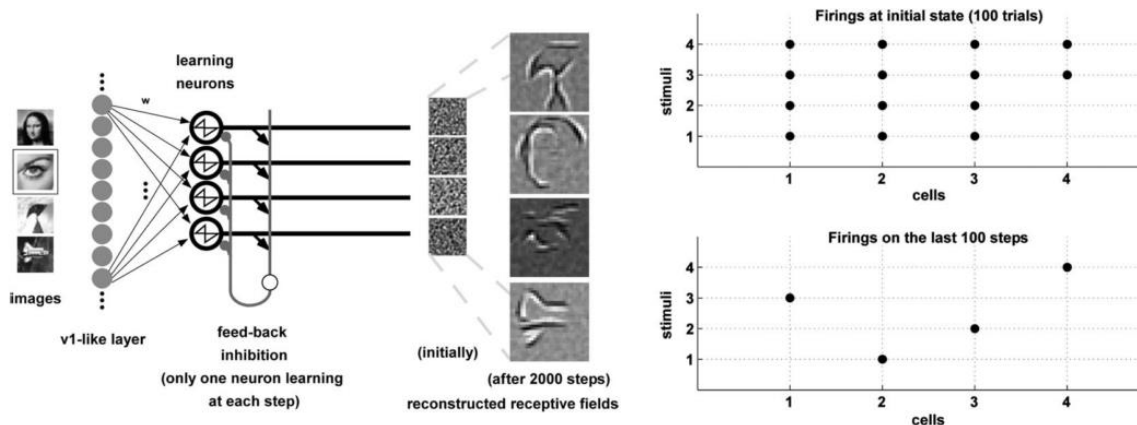 learning
neurons
w
images
v1-like layer
feed-back
inhibition
(only one neuron learning
at each step)
(initially)
(after 2000 steps)
reconstructed receptive fields
Firings at initial state (100 trials)
stimuli
4
3
2
1
1 2 3 4
cells
Firings on the last 100 steps
stimuli
4
3
2
1
1 2 3 4
cells